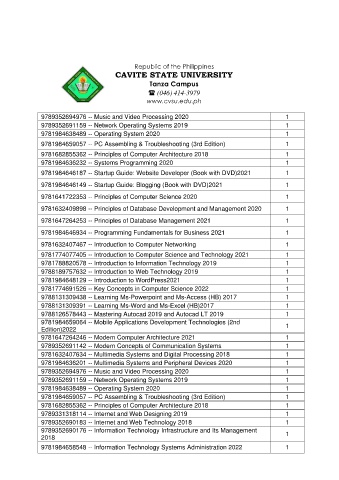 Republic of the Philippines
CAVITE STATE UNIVERSITY
Tanza Campus
☎ (046) 414-3979
www.cvsu.edu.ph
9789352694976 -- Music and Video Processing 2020 1
9789352691159 -- Network Operating Systems 2019 1
9781984638489 -- Operating System 2020 1
9781984659057 -- PC Assembling & Troubleshooting (3rd Edition) 1
9781682855362 -- Principles of Computer Architecture 2018 1
9781984636232 -- Systems Programming 2020 1
9781984646187 -- Startup Guide: Website Developer (Book with DVD)2021 1
9781984646149 -- Startup Guide: Blogging (Book with DVD)2021 1
9781641722353 -- Principles of Computer Science 2020 1
9781632409898 -- Principles of Database Development and Management 2020 1
9781647264253 -- Principles of Database Management 2021 1
9781984646934 -- Programming Fundamentals for Business 2021 1
9781632407467 -- Introduction to Computer Networking 1
9781774077405 -- Introduction to Computer Science and Technology 2021 1
9781788820578 -- Introduction to Information Technology 2019 1
9788189757632 -- Introduction to Web Technology 2019 1
9781984648129 -- Introduction to WordPress2021 1
9781774691526 -- Key Concepts in Computer Science 2022 1
9788131309438 -- Learning Ms-Powerpoint and Ms-Access (HB) 2017 1
9788131309391 -- Learning Ms-Word and Ms-Excel (HB)2017 1
9788126578443 -- Mastering Autocad 2019 and Autocad LT 2019 1
9781984659064 -- Mobile Applications Development Technologies (2nd
Edition)2022 1
9781647264246 -- Modern Computer Architecture 2021 1
9789352691142 -- Modern Concepts of Communication Systems 1
9781632407634 -- Multimedia Systems and Digital Processing 2018 1
9781984636201 -- Multimedia Systems and Peripheral Devices 2020 1
9789352694976 -- Music and Video Processing 2020 1
9789352691159 -- Network Operating Systems 2019 1
9781984638489 -- Operating System 2020 1
9781984659057 -- PC Assembling & Troubleshooting (3rd Edition) 1
9781682855362 -- Principles of Computer Architecture 2018 1
9789331318114 -- Internet and Web Designing 2019 1
9789352690183 -- Internet and Web Technology 2018 1
9789352690176 -- Information Technology Infrastructure and Its Management
2018 1
9781984658548 -- Information Technology Systems Administration 2022 1